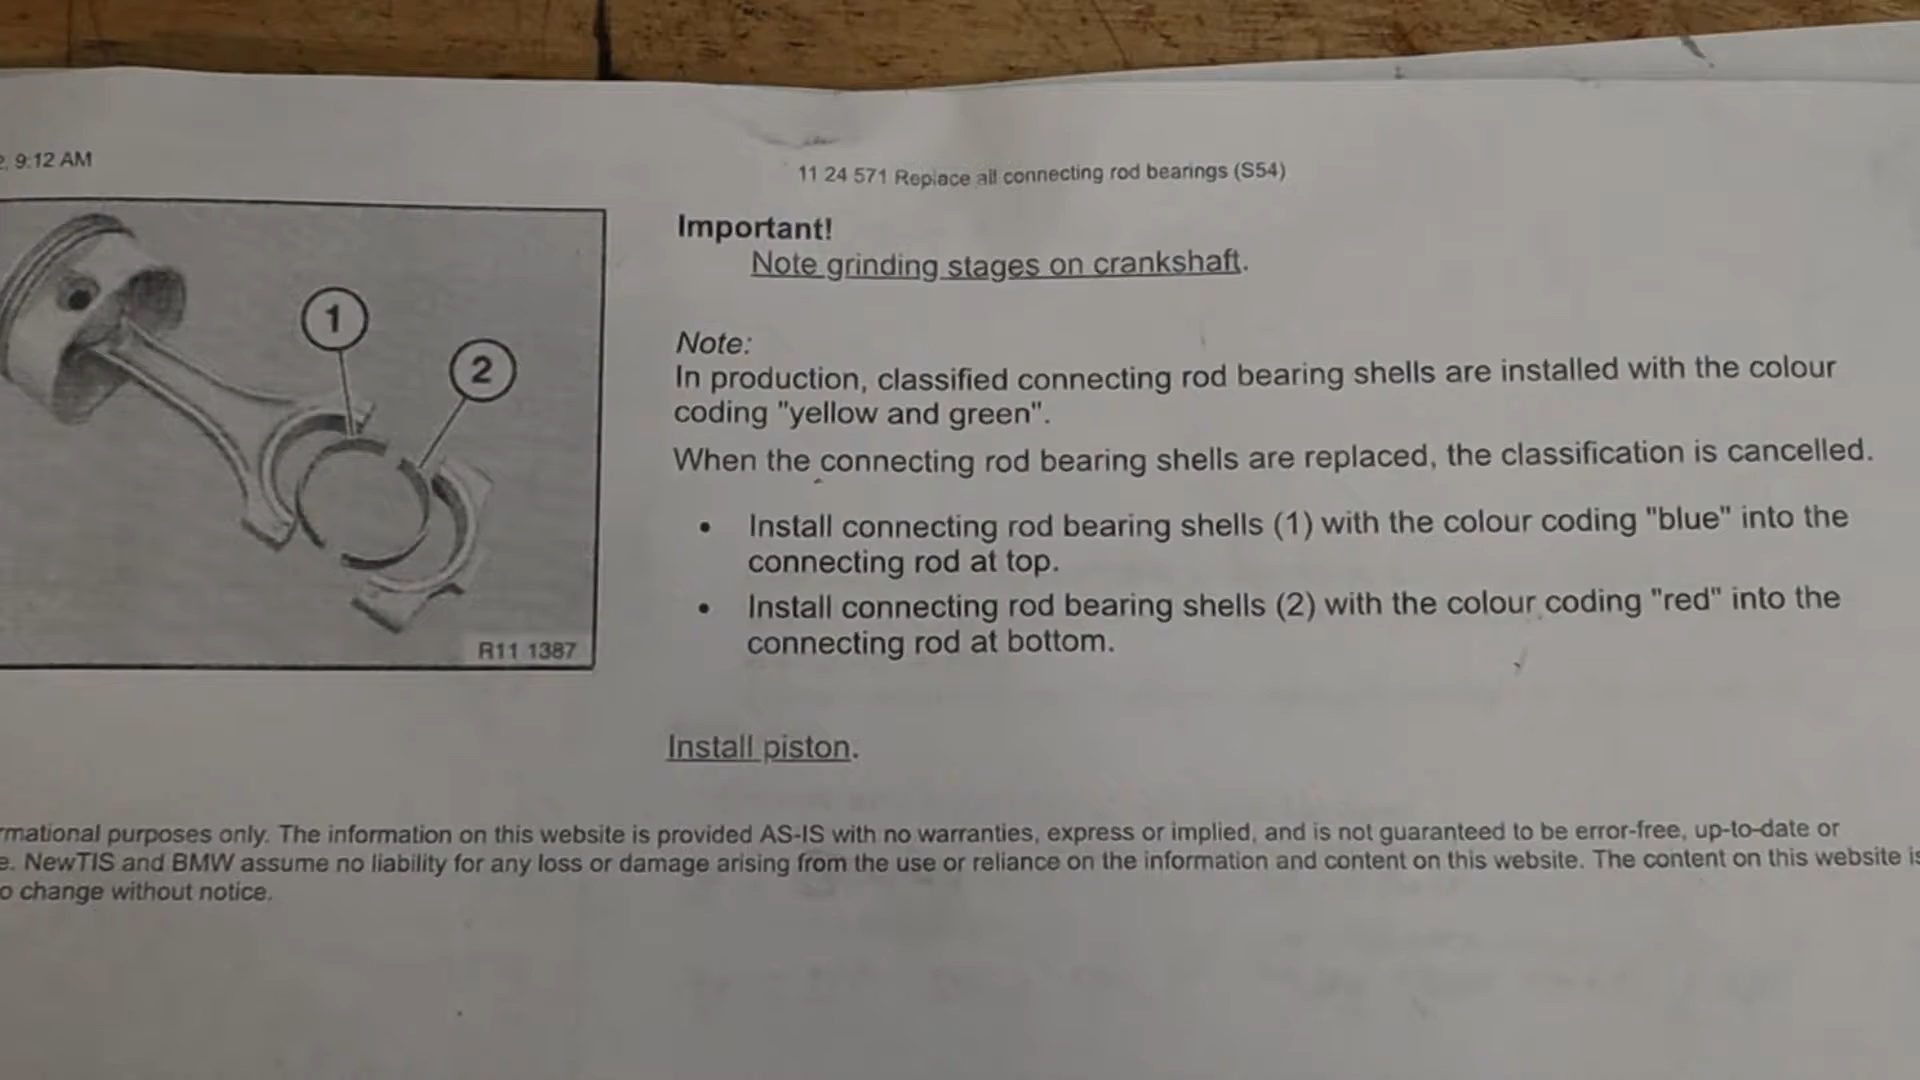 9:12 AM
11 24 571 Replace all connecting rod bearings (S54)
1
2
R11 1387
Important!
Note grinding stages on crankshaft.
Note:
In production, classified connecting rod bearing shells are installed with the colour
coding "yellow and green".
When the connecting rod bearing shells are replaced, the classification is cancelled.
• Install connecting rod bearing shells (1) with the colour coding "blue" into the
connecting rod at top.
• Install connecting rod bearing shells (2) with the colour coding "red" into the
connecting rod at bottom.
Install piston.
purposes only. The information on this website is provided AS-IS with no warranties, express or implied, and is not guaranteed to be error-free, up-to-date or
NewTIS and BMW assume no liability for any loss or damage arising from the use or reliance on the information and content on this website. The content on this website is
change without notice.